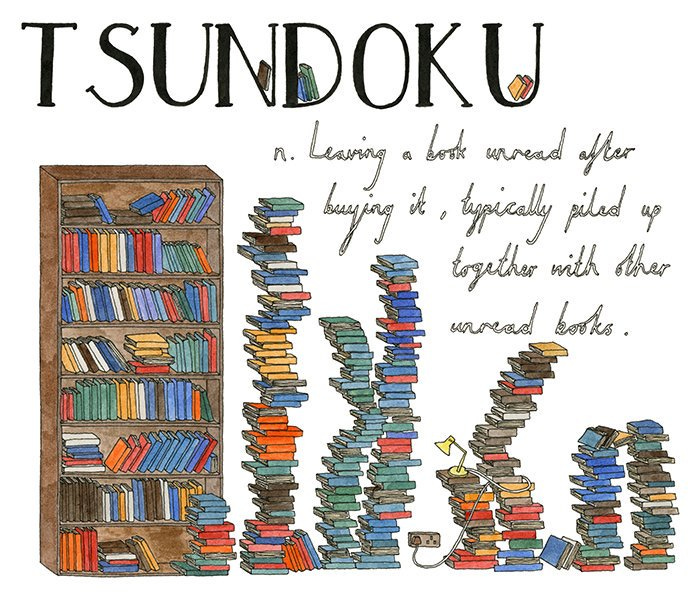 TSUNDOKU
n. Leaving a book unread after
buying it, typically piled up
together with other
unread books.